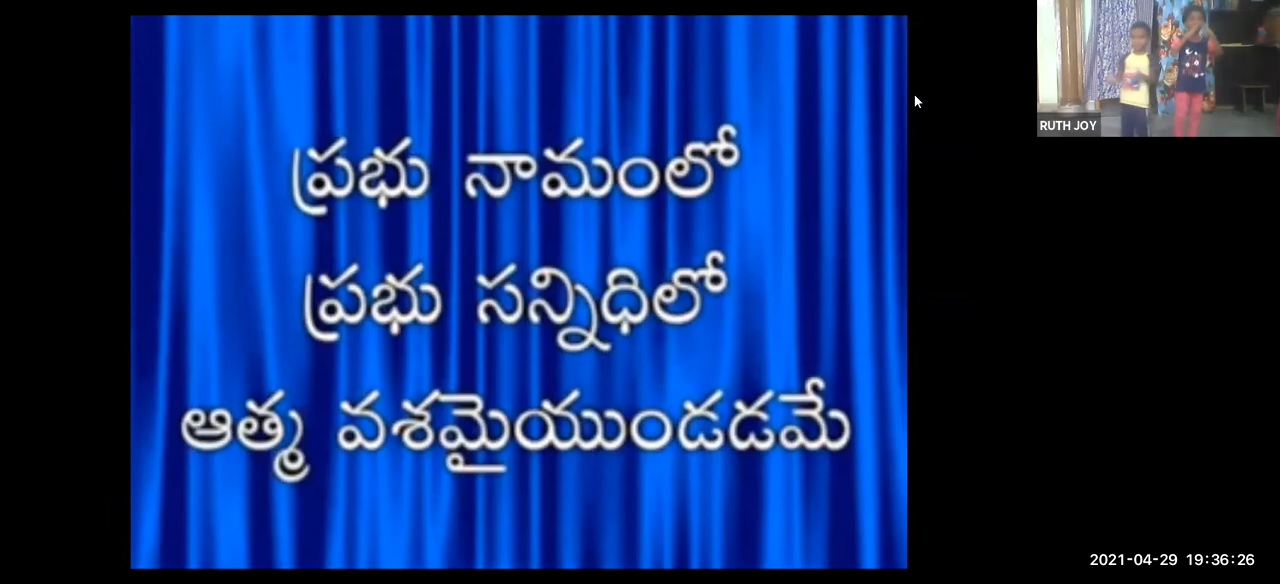 ప్రభు నామంలో
ప్రభు సన్నిధిలో
ఆత్మ వశమైయుండడమే
RUTH JOY
2021-04-29 19:36:26